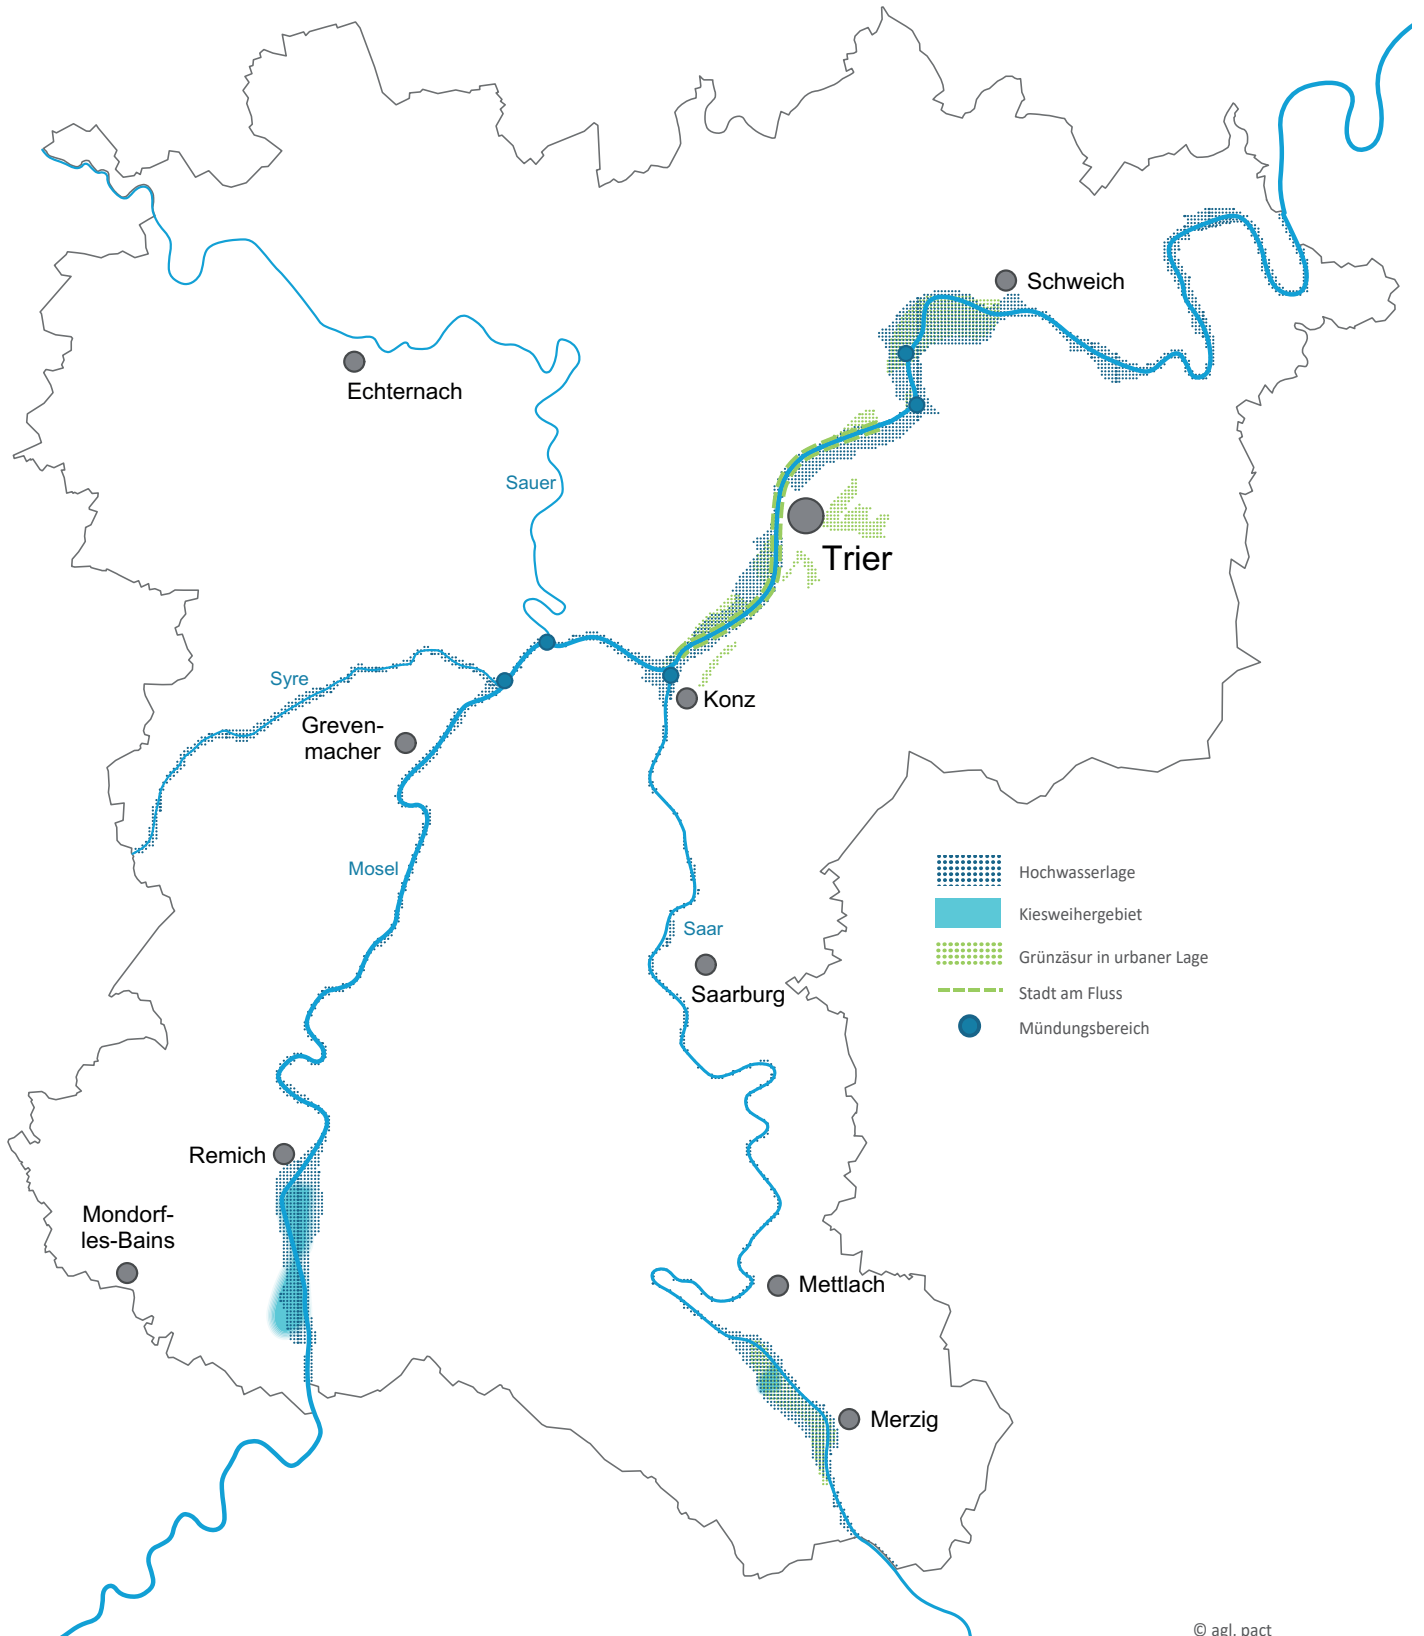 Schweich
Echternach
Sauer
Trier
Syre
Konz
Greven-
macher
Mosel
Hochwasserlage
Kiesweihergebiet
Saar
Grünzäsur in urbaner Lage
Saarburg
Stadt am Fluss
Mündungsbereich
Remich
Mondorf-
les-Bains
Mettlach
Merzig
© agl, pact